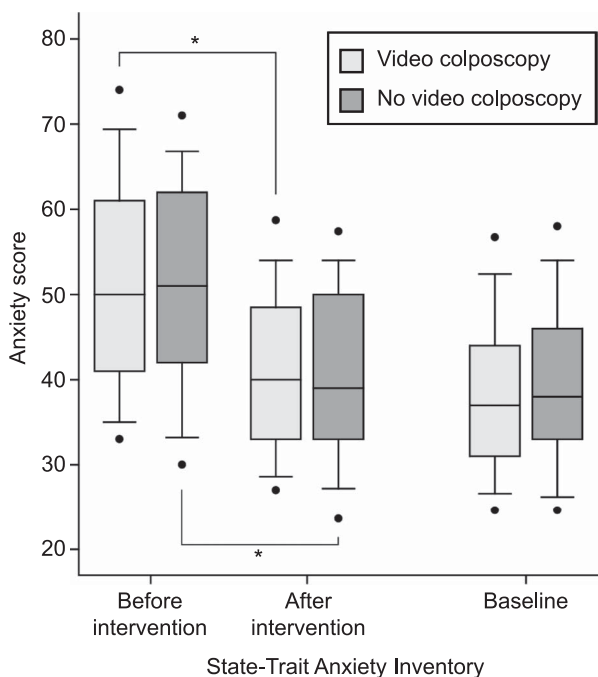 80
70
60
50
40
30
20
Anxiety score
*
*
Video colposcopy
No video colposcopy
Before
intervention
After
intervention
Baseline
State-Trait Anxiety Inventory